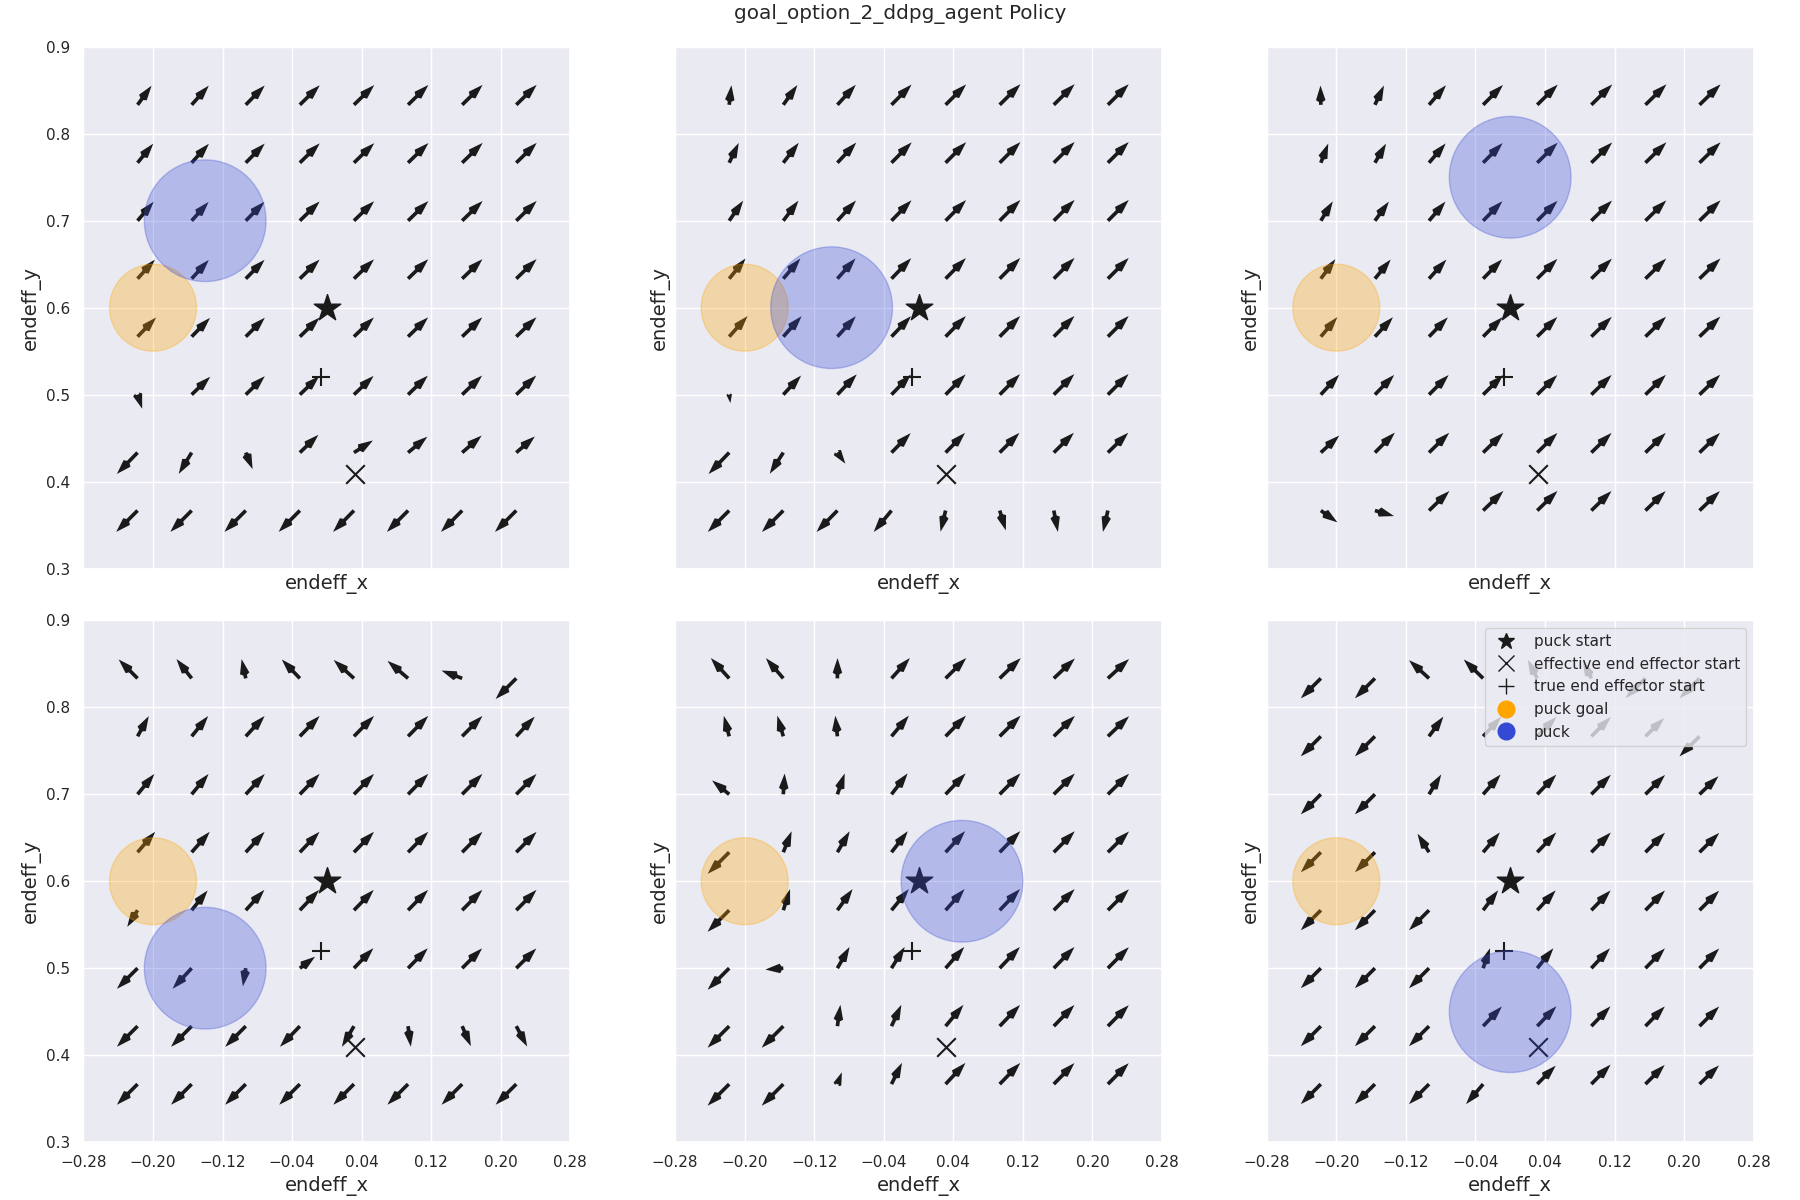 goal_option_2_ddpg_agent Policy
0.9
0.8
0.7
0.6
0.5
0.4
0.3
endeff_y
endeff_x
endeff_y
endeff_x
endeff_y
endeff_x
0.9
0.8
0.7
0.6
0.5
0.4
0.3
endeff_y
−0.28 −0.20 −0.12 −0.04 0.04 0.12 0.20 0.28
endeff_x
endeff_y
−0.28 −0.20 −0.12 −0.04 0.04 0.12 0.20 0.28
endeff_x
puck start
effective end effector start
true end effector start
puck goal
puck
endeff_y
−0.28 −0.20 −0.12 −0.04 0.04 0.12 0.20 0.28
endeff_x